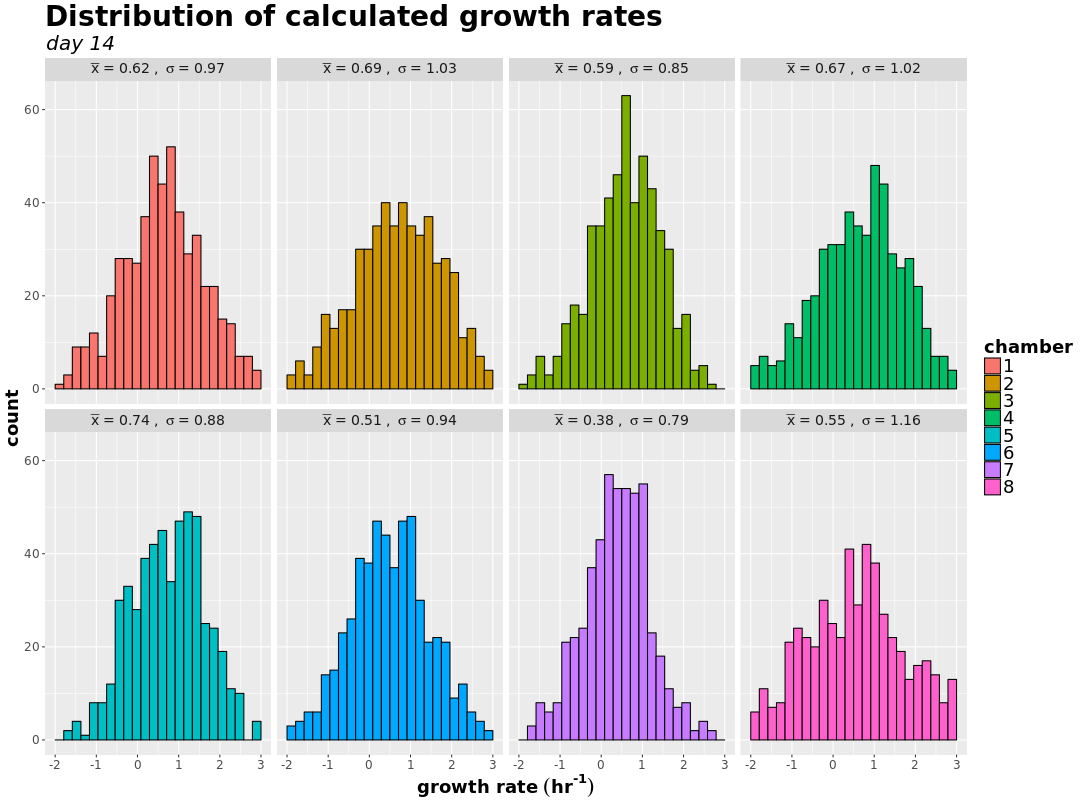 Distribution of calculated growth rates
day 14
x̅ = 0.62 , σ = 0.97
x̅ = 0.69 , σ = 1.03
x̅ = 0.59 , σ = 0.85
x̅ = 0.67 , σ = 1.02
60
40
20
0
x̅ = 0.74 , σ = 0.88
x̅ = 0.51 , σ = 0.94
x̅ = 0.38 , σ = 0.79
x̅ = 0.55 , σ = 1.16
60
40
20
0
-2 -1 0 1 2 3
-2 -1 0 1 2 3
-2 -1 0 1 2 3
-2 -1 0 1 2 3
count
growth rate (hr⁻¹)
chamber
1
2
3
4
5
6
7
8